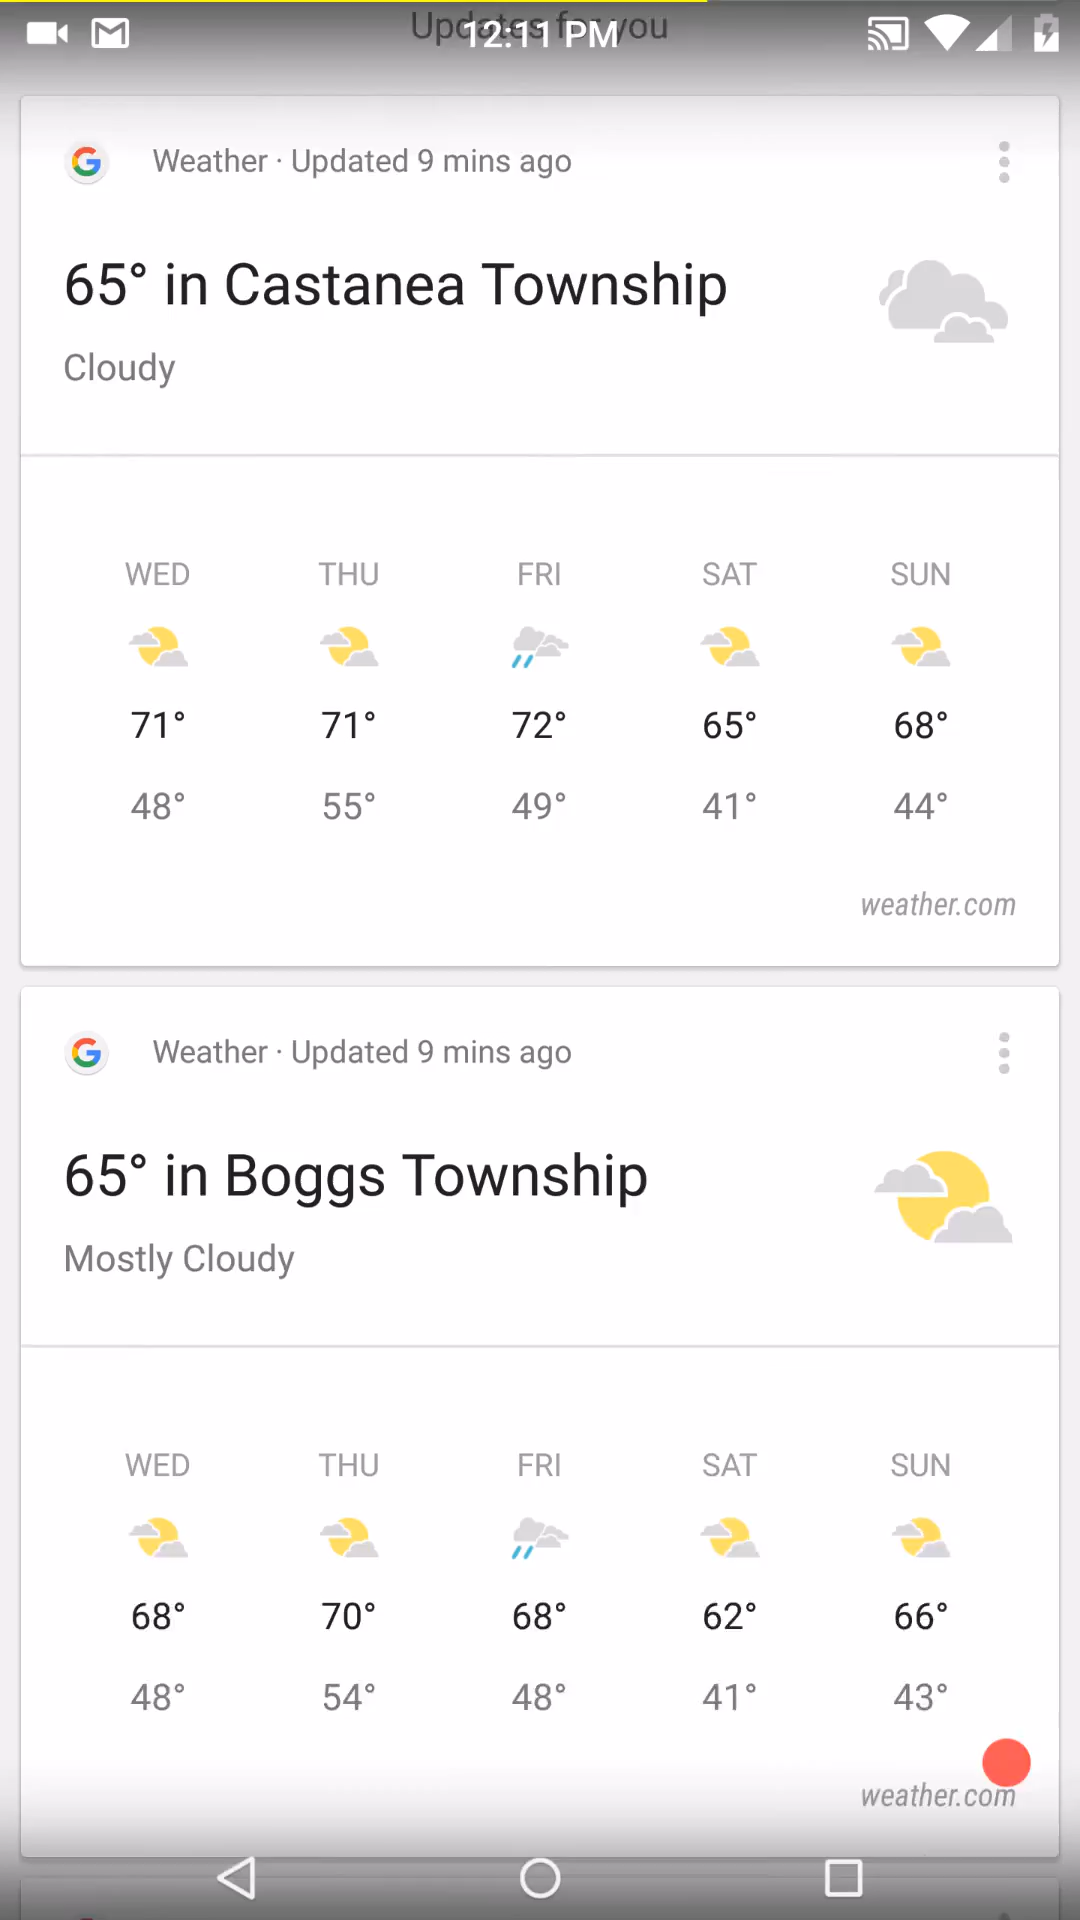 Updates for you
12:11 PM
Weather · Updated 9 mins ago
65° in Castanea Township
Cloudy
WED THU FRI SAT SUN
71° 71° 72° 65° 68°
48° 55° 49° 41° 44°
weather.com
Weather · Updated 9 mins ago
65° in Boggs Township
Mostly Cloudy
WED THU FRI SAT SUN
68° 70° 68° 62° 66°
48° 54° 48° 41° 43°
weather.com